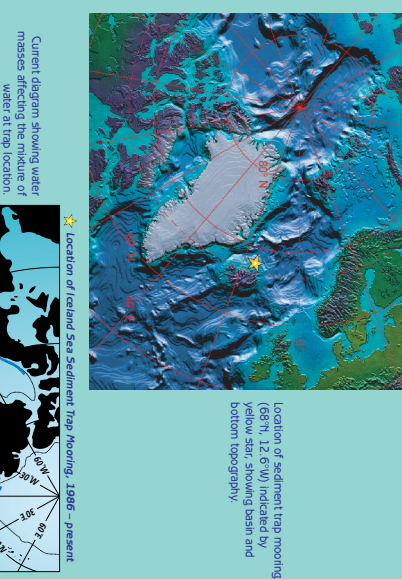 Location of sediment trap mooring
(68°N, 12.6°W) indicated by
yellow star, showing basin and
bottom topography.
80° N
0°
Location of Iceland Sea Sediment Trap Mooring, 1986 – present
Current diagram showing water
masses affecting the mixture of
water at trap location.
60°W
30°W
30°E
60°E